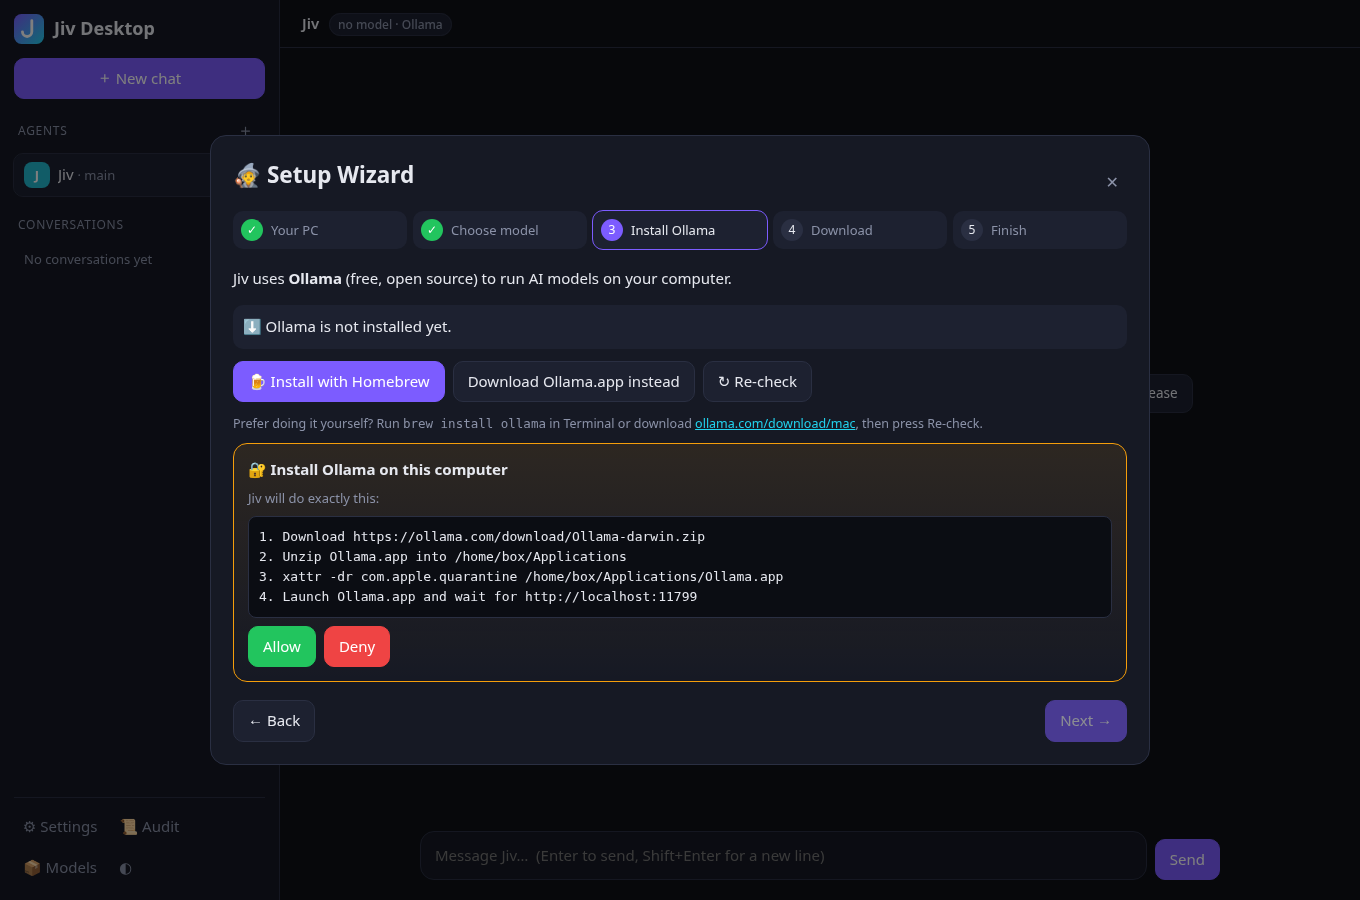 Jiv Desktop
+ New chat
AGENTS
+
J Jiv · main
CONVERSATIONS
No conversations yet
⚙ Settings
📜 Audit
📦 Models
Jiv
no model · Ollama
🧙 Setup Wizard
✕
✓ Your PC
✓ Choose model
3 Install Ollama
4 Download
5 Finish
Jiv uses Ollama (free, open source) to run AI models on your computer.
⬇️ Ollama is not installed yet.
🍺 Install with Homebrew
Download Ollama.app instead
↻ Re-check
Prefer doing it yourself? Run brew install ollama in Terminal or download ollama.com/download/mac, then press Re-check.
🔐 Install Ollama on this computer
Jiv will do exactly this:
1. Download https://ollama.com/download/Ollama-darwin.zip
2. Unzip Ollama.app into /home/box/Applications
3. xattr -dr com.apple.quarantine /home/box/Applications/Ollama.app
4. Launch Ollama.app and wait for http://localhost:11799
Allow
Deny
← Back
Next →
ease
Message Jiv… (Enter to send, Shift+Enter for a new line)
Send